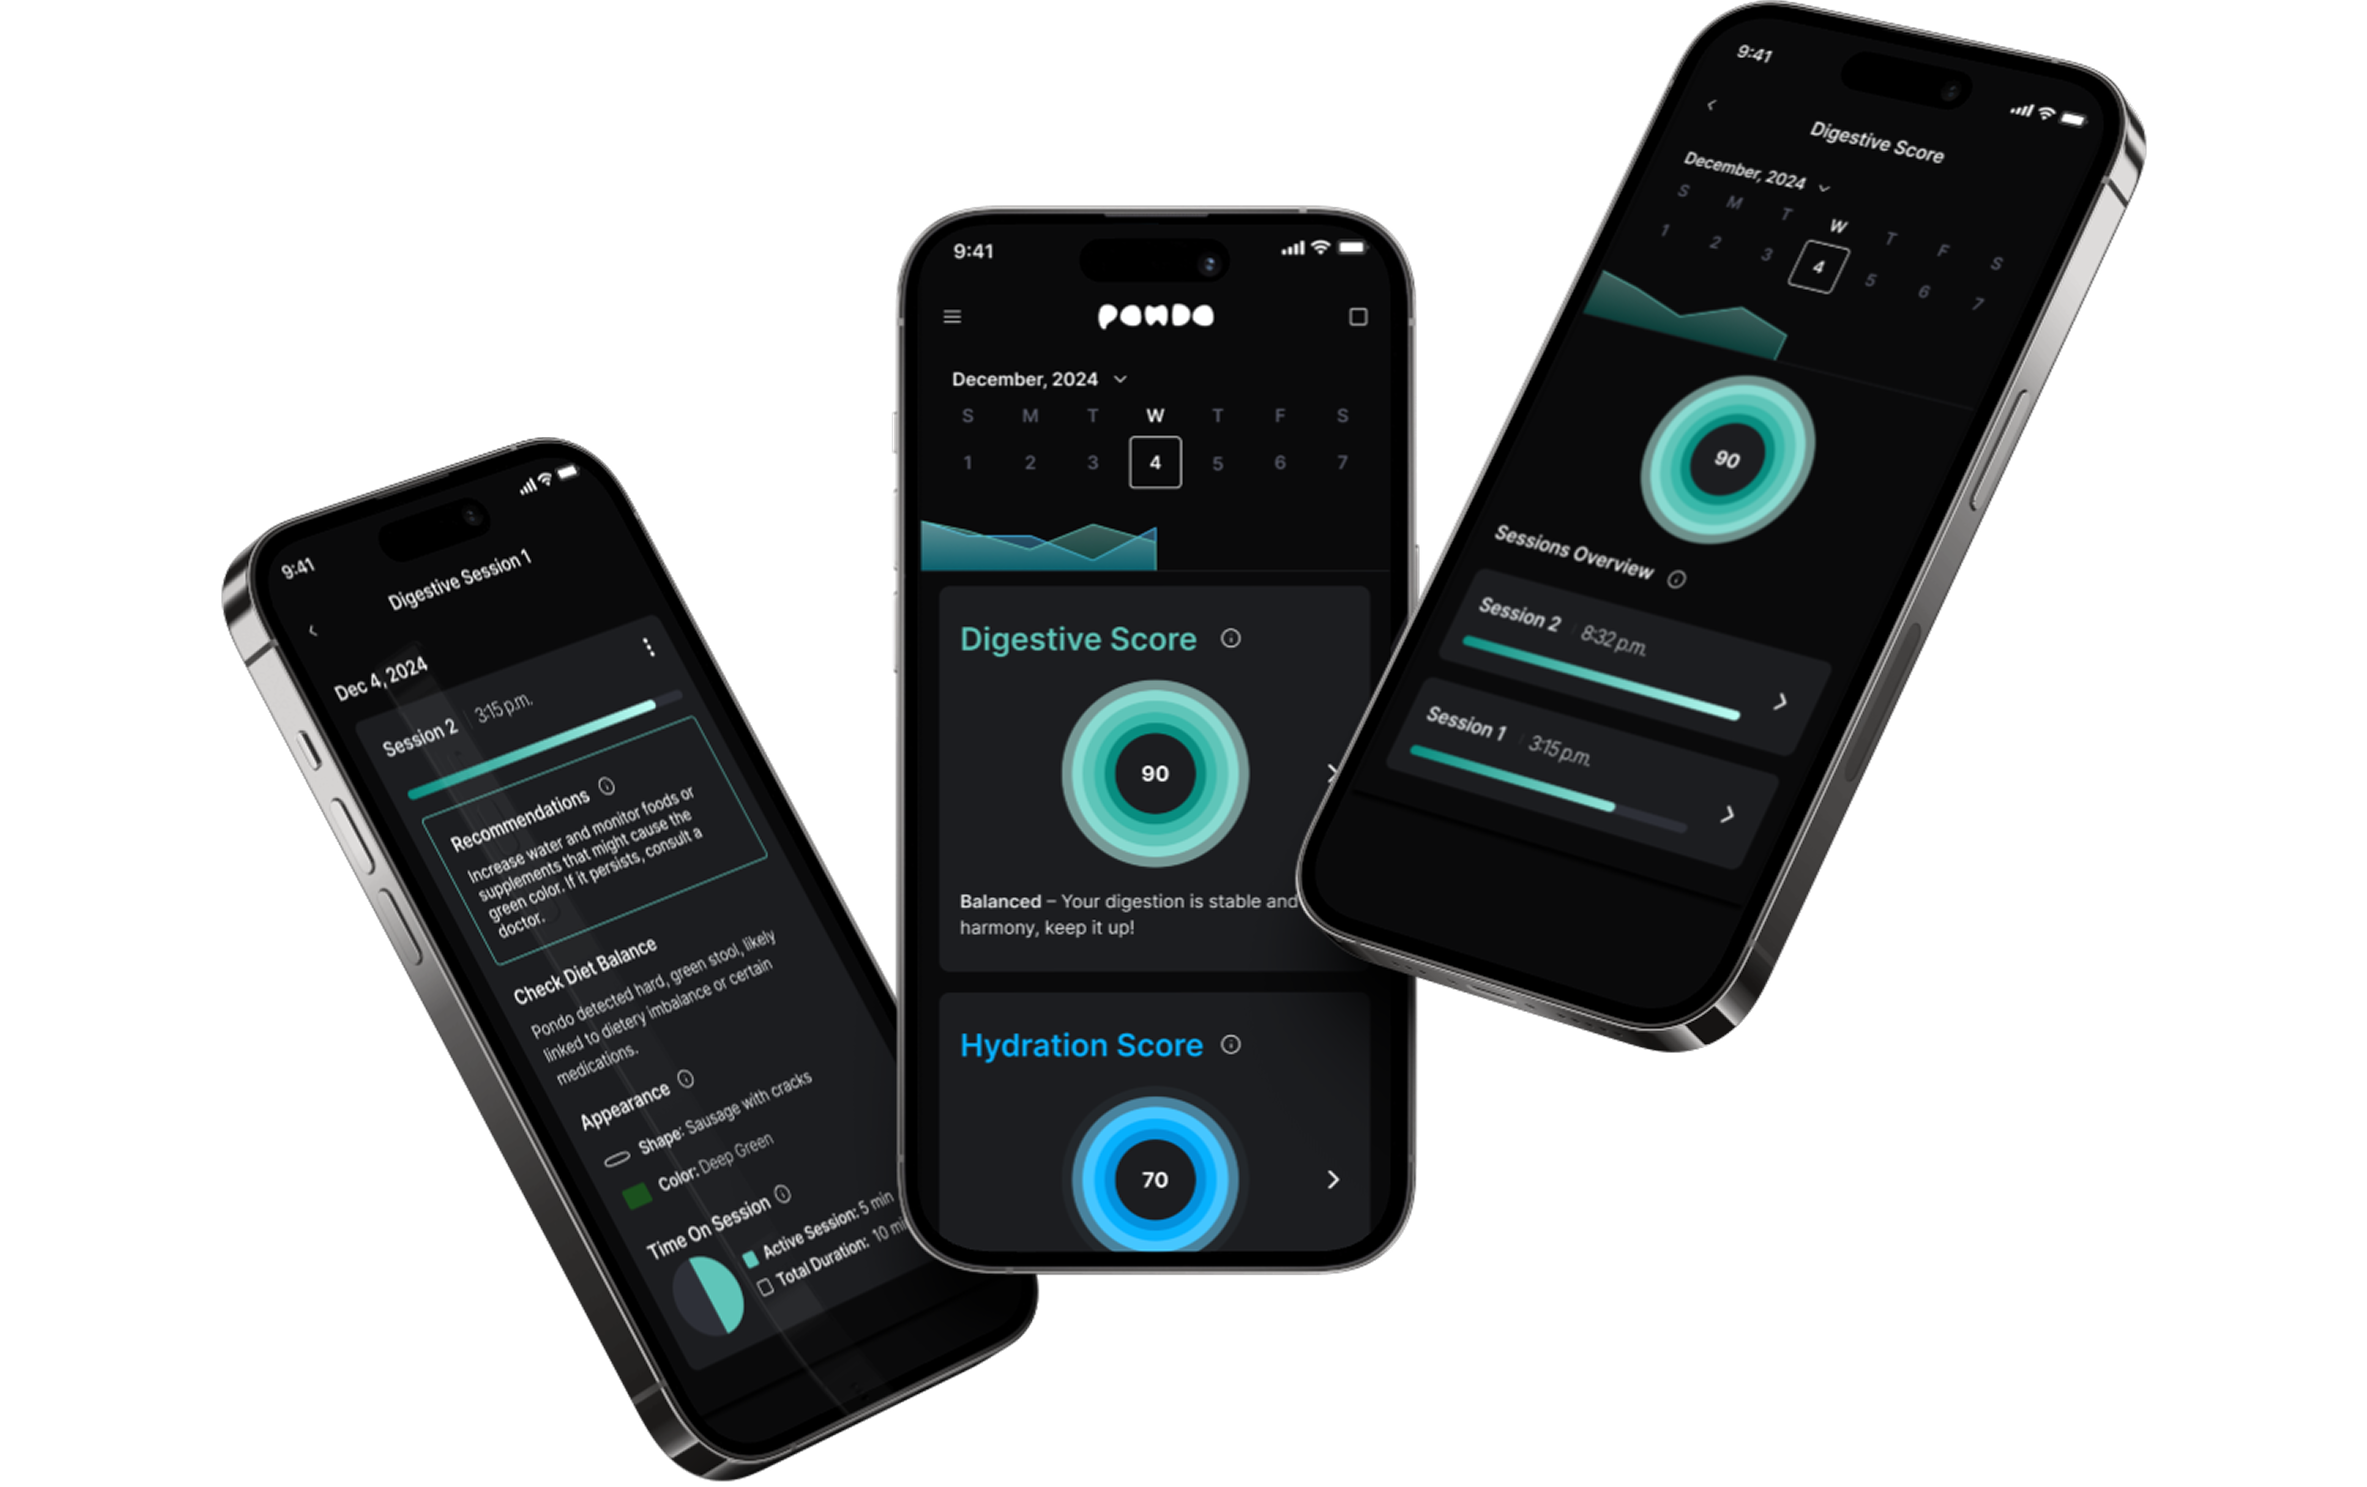 9:41
Digestive Session 1
Dec 4, 2024
Session 2 3:15 p.m.
Recommendations
Increase water and monitor foods or
supplements that might cause the
green color. If it persists, consult a
doctor.
Check Diet Balance
Pondo detected hard, green stool, likely
linked to dietery imbalance or certain
medications.
Appearance
Shape: Sausage with cracks
Color: Deep Green
Time On Session
Active Session: 5 min
Total Duration: 10 min
9:41
PONDO
December, 2024
S M T W T F S
1 2 3 4 5 6 7
Digestive Score
90
Balanced – Your digestion is stable and
harmony, keep it up!
Hydration Score
70
9:41
Digestive Score
December, 2024
S M T W T F S
1 2 3 4 5 6 7
90
Sessions Overview
Session 2 8:32 p.m.
Session 1 3:15 p.m.